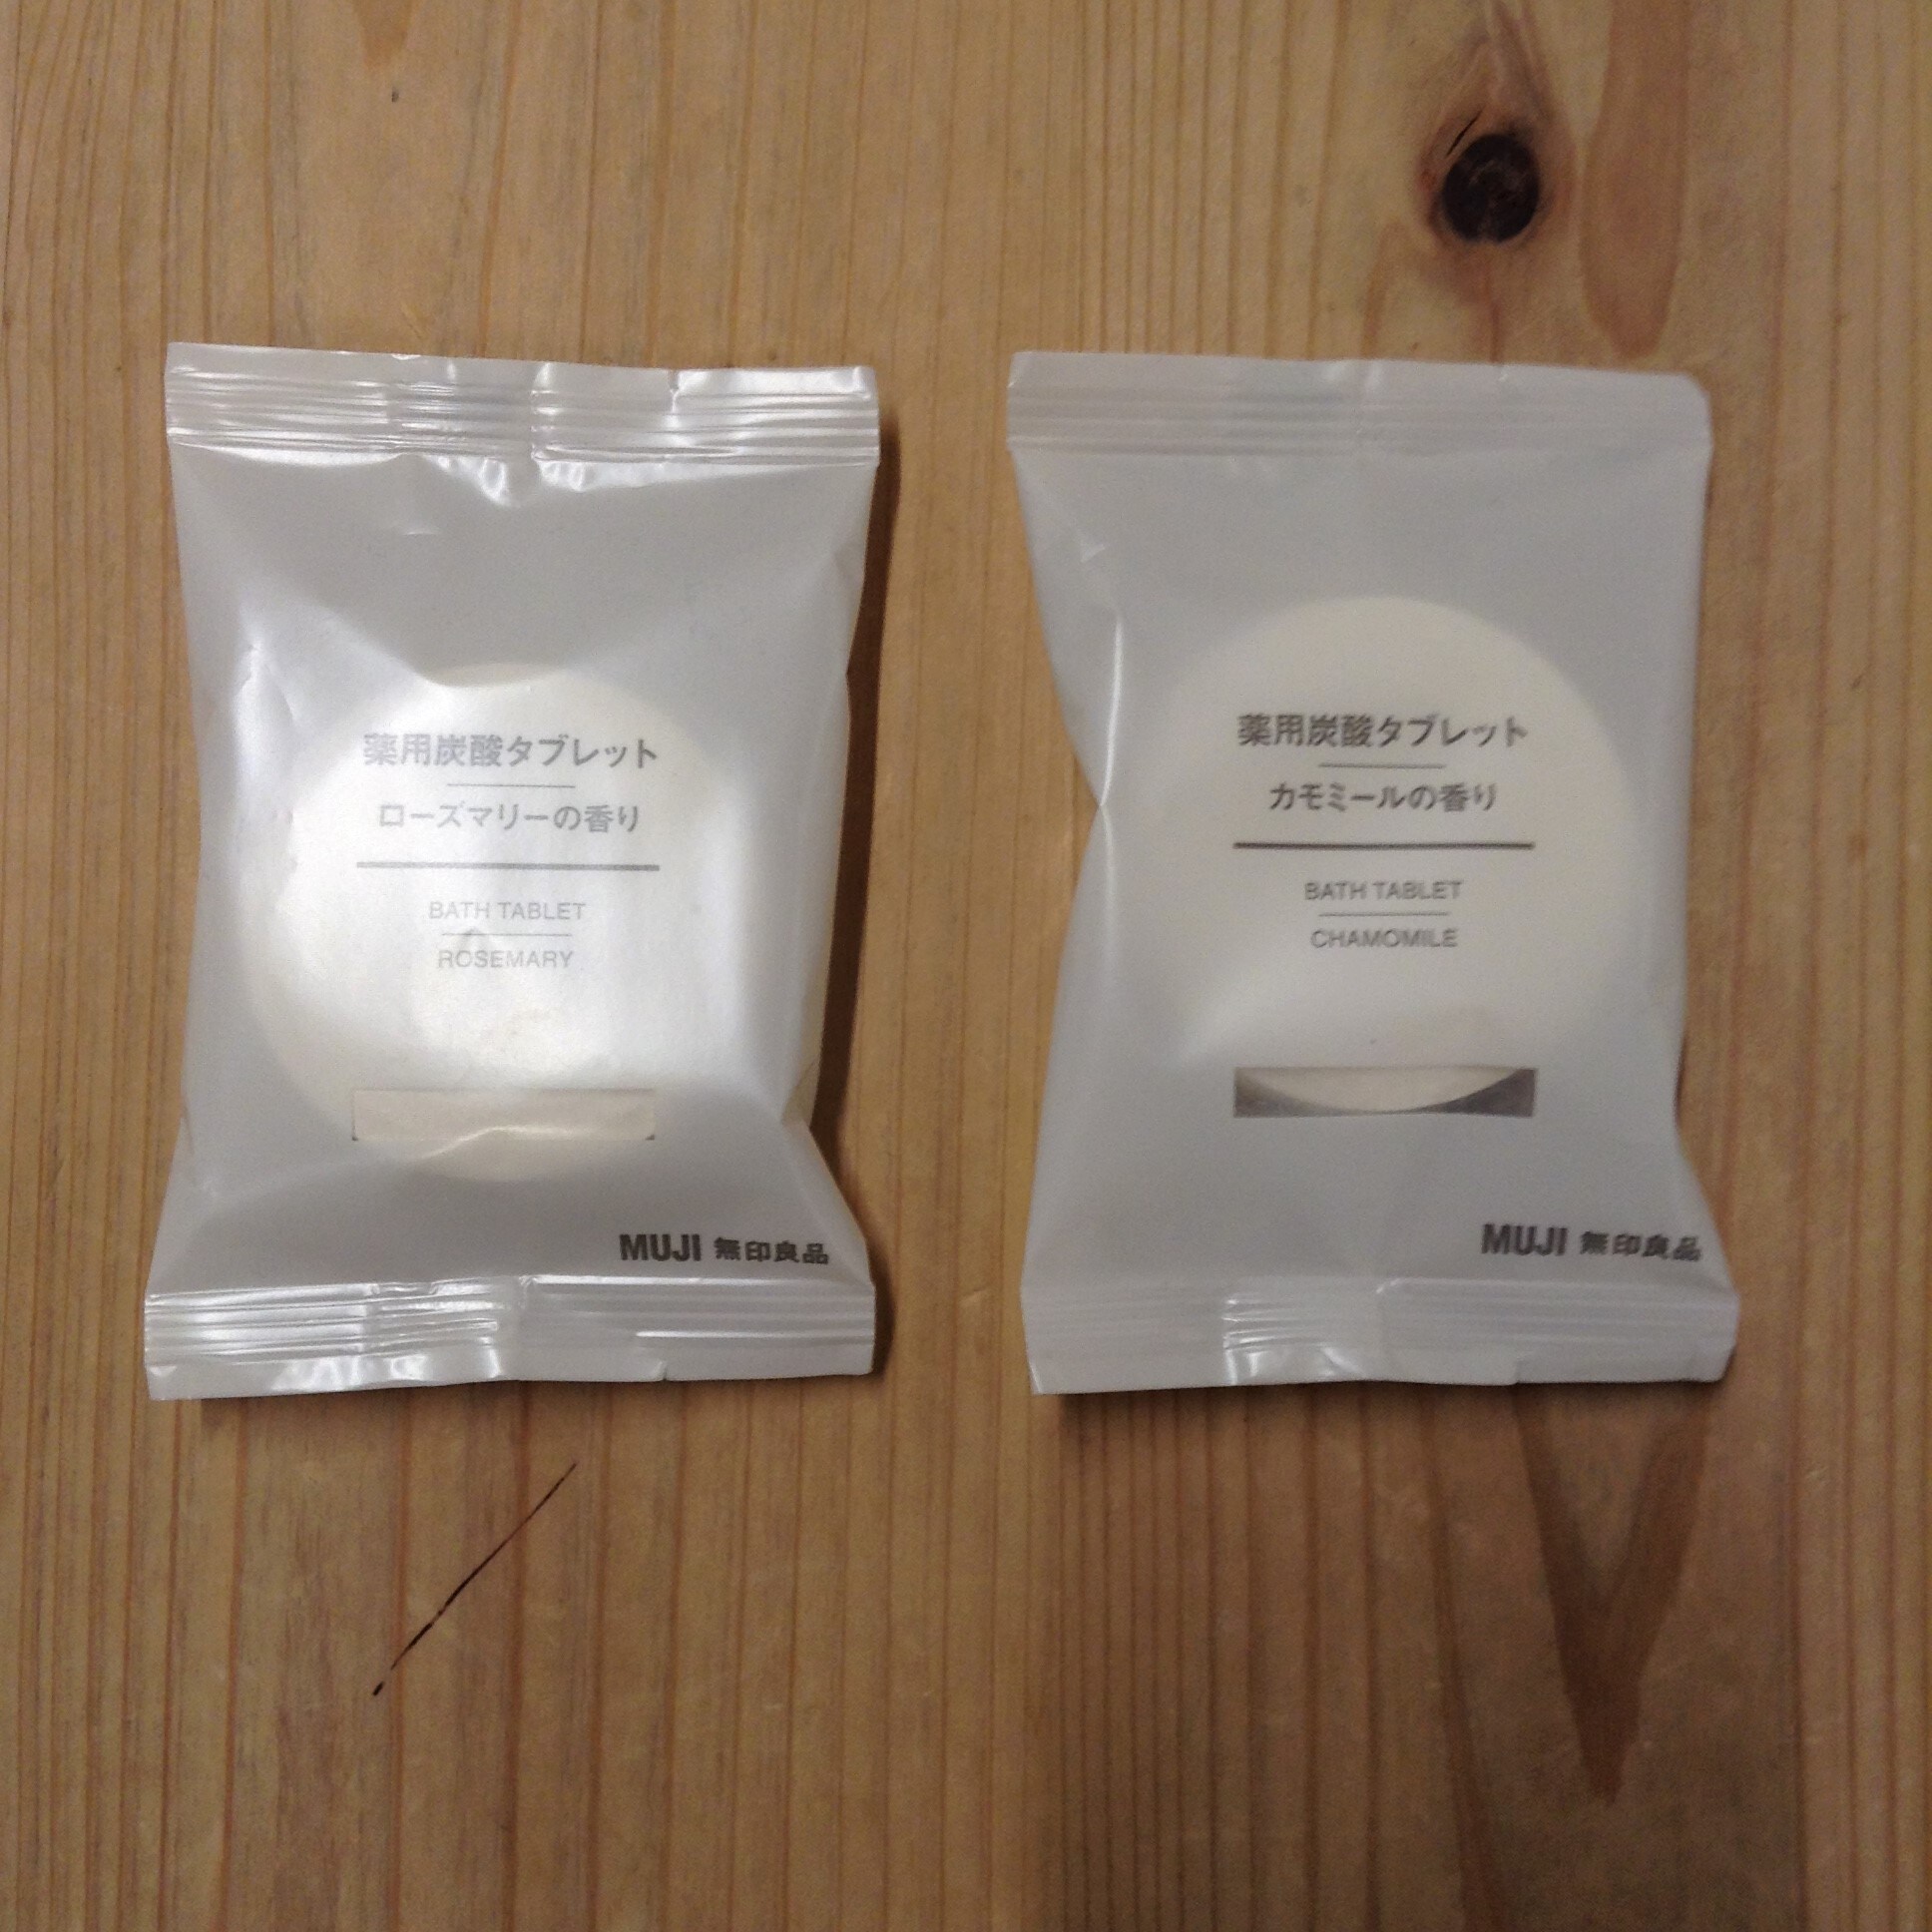 薬用炭酸タブレット
ローズマリーの香り
BATH TABLET
ROSEMARY
MUJI 無印良品
薬用炭酸タブレット
カモミールの香り
BATH TABLET
CHAMOMILE
MUJI 無印良品